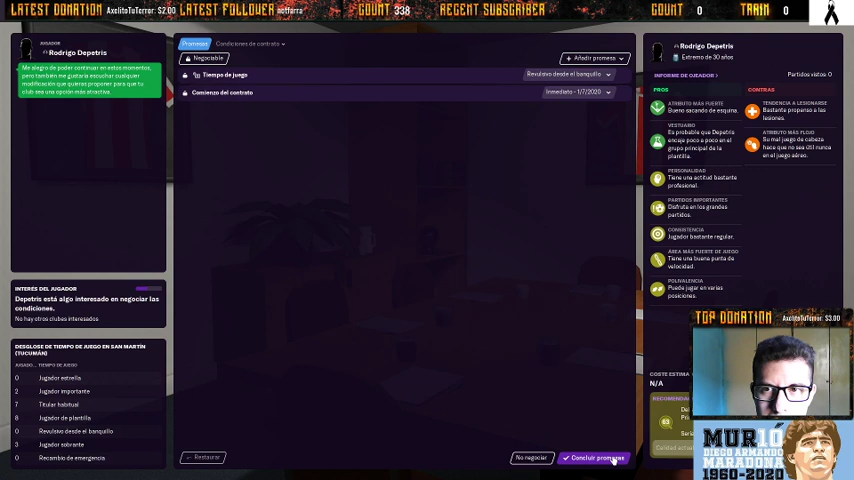 LATEST DONATION AxelitoTuTerror: $2.00 LATEST FOLLOWER notfarra COUNT 338 RECENT SUBSCRIBER COUNT 0 TRAIN 0
JUGADOR
Rodrigo Depetris
Me alegro de poder continuar en estos momentos,
pero también me gustaría escuchar cualquier
modificación que quieras proponer para que tu
club sea una opción más atractiva.
INTERÉS DEL JUGADOR
Depetris está algo interesado en negociar las
condiciones.
No hay otros clubes interesados
DESGLOSE DE TIEMPO DE JUEGO EN SAN MARTÍN
(TUCUMÁN)
JUGADO... TIEMPO DE JUEGO
0 Jugador estrella
2 Jugador importante
7 Titular habitual
8 Jugador de plantilla
0 Revulsivo desde el banquillo
3 Jugador sobrante
0 Recambio de emergencia
Promesas Condiciones de contrato
Negociable + Añadir promesa
Tiempo de juego Revulsivo desde el banquillo
Comienzo del contrato Inmediato - 1/7/2020
Restaurar No negociar Concluir promesas
Rodrigo Depetris
Extremo de 30 años
INFORME DE OJEADOR > Partidos vistos: 0
PROS
ATRIBUTO MÁS FUERTE
Bueno sacando de esquina.
VESTUARIO
Es probable que Depetris
encaje poco a poco en el
grupo principal de la
plantilla.
PERSONALIDAD
Tiene una actitud bastante
profesional.
PARTIDOS IMPORTANTES
Disfruta en los grandes
partidos.
CONSISTENCIA
Jugador bastante regular.
ÁREA MÁS FUERTE DE JUEGO
Tiene una buena punta de
velocidad.
POLIVALENCIA
Puede jugar en varias
posiciones.
CONTRAS
TENDENCIA A LESIONARSE
Bastante propenso a las
lesiones.
ATRIBUTO MÁS FLOJO
Su mal juego de cabeza
hace que no sea útil nunca
en el juego aéreo.
TOP DONATION AxelitoTuTerror: $3.00
COSTE ESTIMA
N/A
RECOMENDA
63
MURIÓ
DIEGO ARMANDO
MARADONA
1960-2020